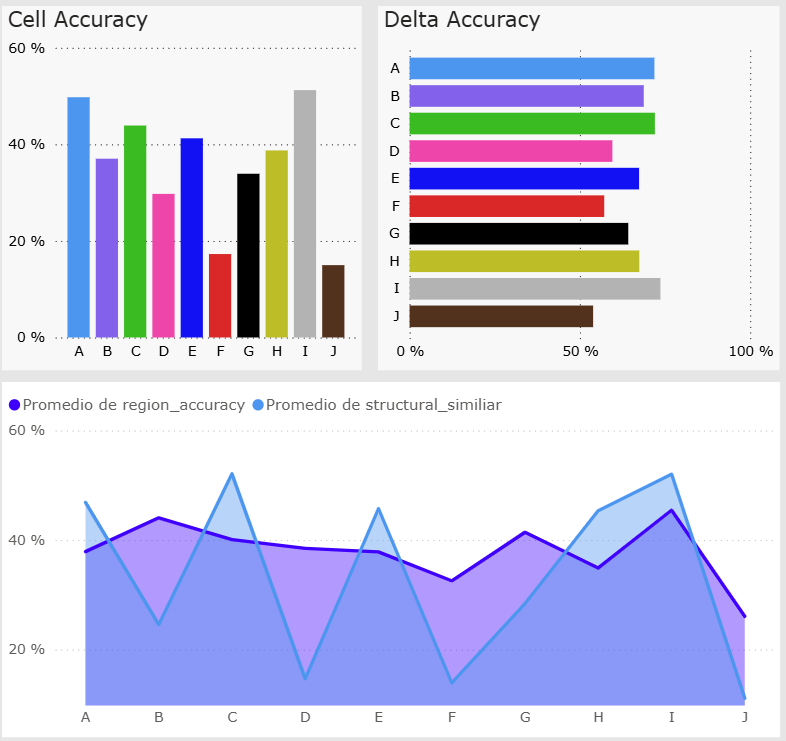 Cell Accuracy
60 %
40 %
20 %
0 %
A B C D E F G H I J
Delta Accuracy
A
B
C
D
E
F
G
H
I
J
0 % 50 % 100 %
Promedio de region_accuracy Promedio de structural_similiar
60 %
40 %
20 %
A B C D E F G H I J